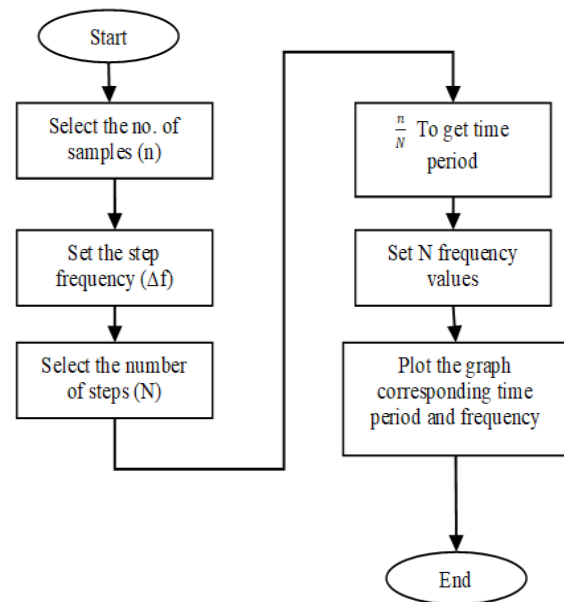 Start
Select the no. of
samples (n)
Set the step
frequency (Δf)
Select the number
of steps (N)
n/N To get time
period
Set N frequency
values
Plot the graph
corresponding time
period and frequency
End